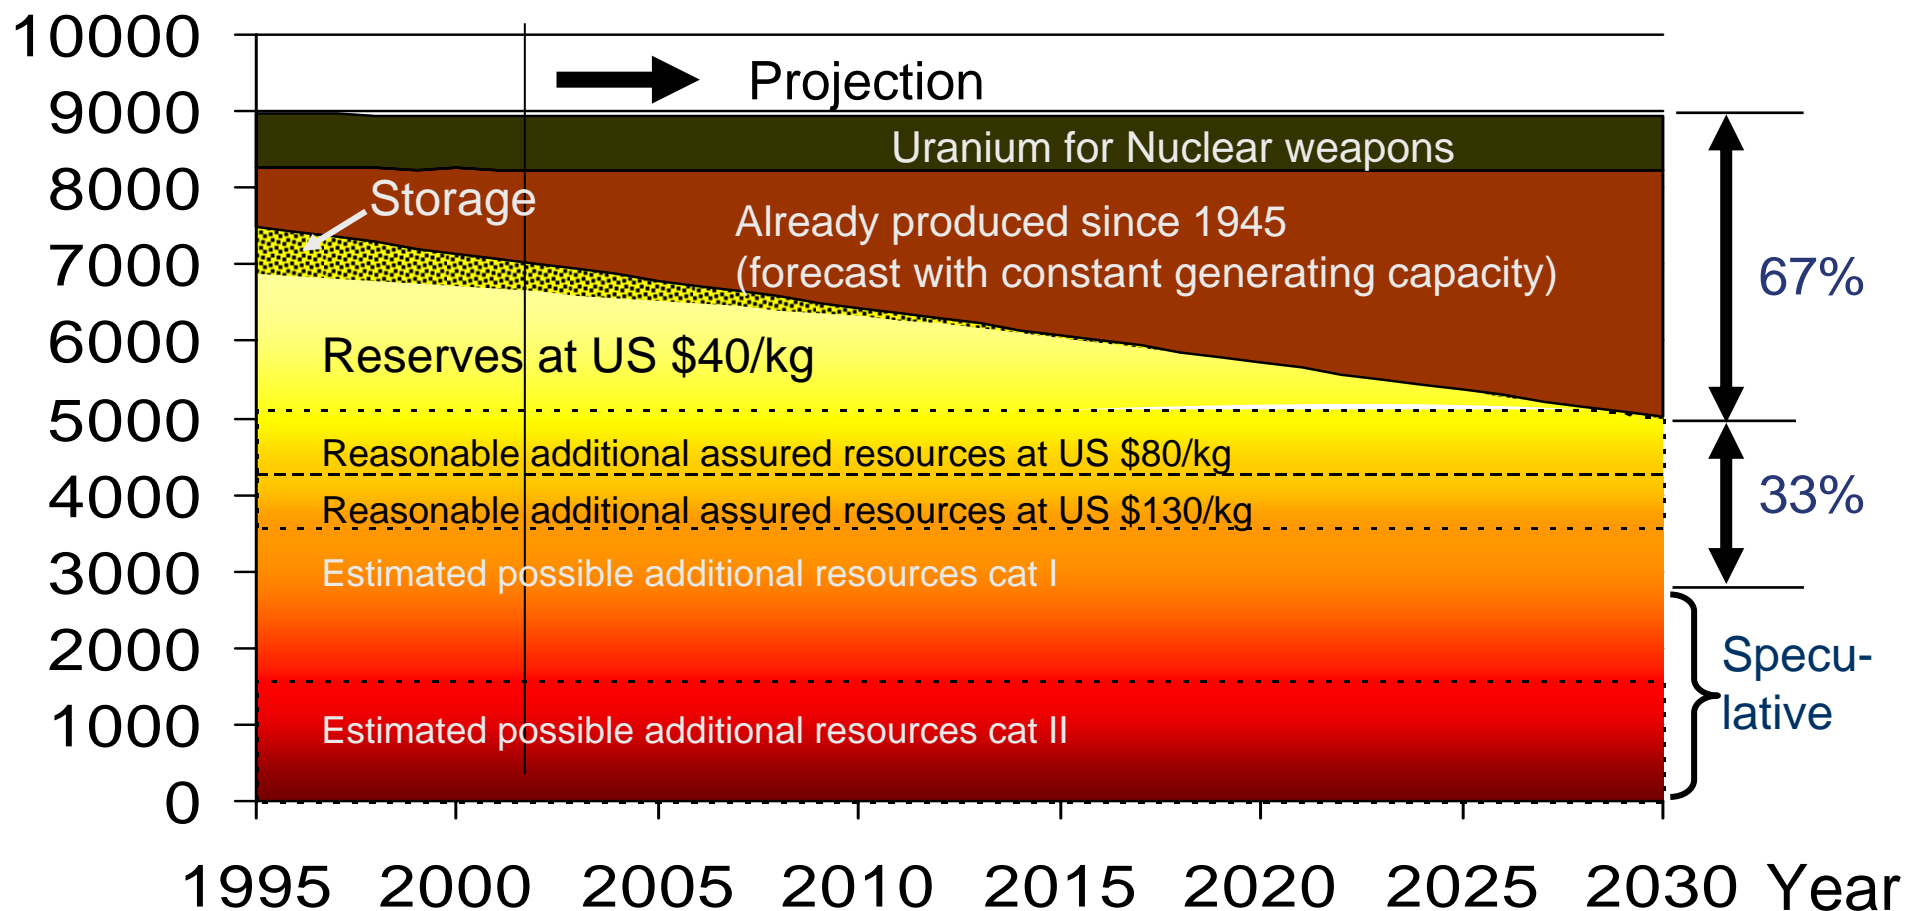 10000
9000
8000
7000
6000
5000
4000
3000
2000
1000
0
Projection
Uranium for Nuclear weapons
Storage
Already produced since 1945
(forecast with constant generating capacity)
Reserves at US $40/kg
Reasonable additional assured resources at US $80/kg
Reasonable additional assured resources at US $130/kg
Estimated possible additional resources cat I
Estimated possible additional resources cat II
67%
33%
Specu-
lative
1995 2000 2005 2010 2015 2020 2025 2030 Year